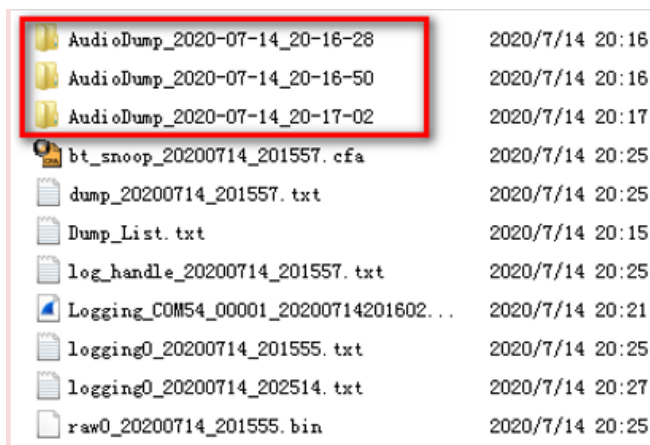 AudioDump_2020-07-14_20-16-28 2020/7/14 20:16
AudioDump_2020-07-14_20-16-50 2020/7/14 20:16
AudioDump_2020-07-14_20-17-02 2020/7/14 20:17
bt_snoop_20200714_201557.cfa 2020/7/14 20:25
dump_20200714_201557.txt 2020/7/14 20:25
Dump_List.txt 2020/7/14 20:15
log_handle_20200714_201557.txt 2020/7/14 20:25
Logging_COM54_00001_20200714201602... 2020/7/14 20:21
logging0_20200714_201555.txt 2020/7/14 20:25
logging0_20200714_202514.txt 2020/7/14 20:27
raw0_20200714_201555.bin 2020/7/14 20:25